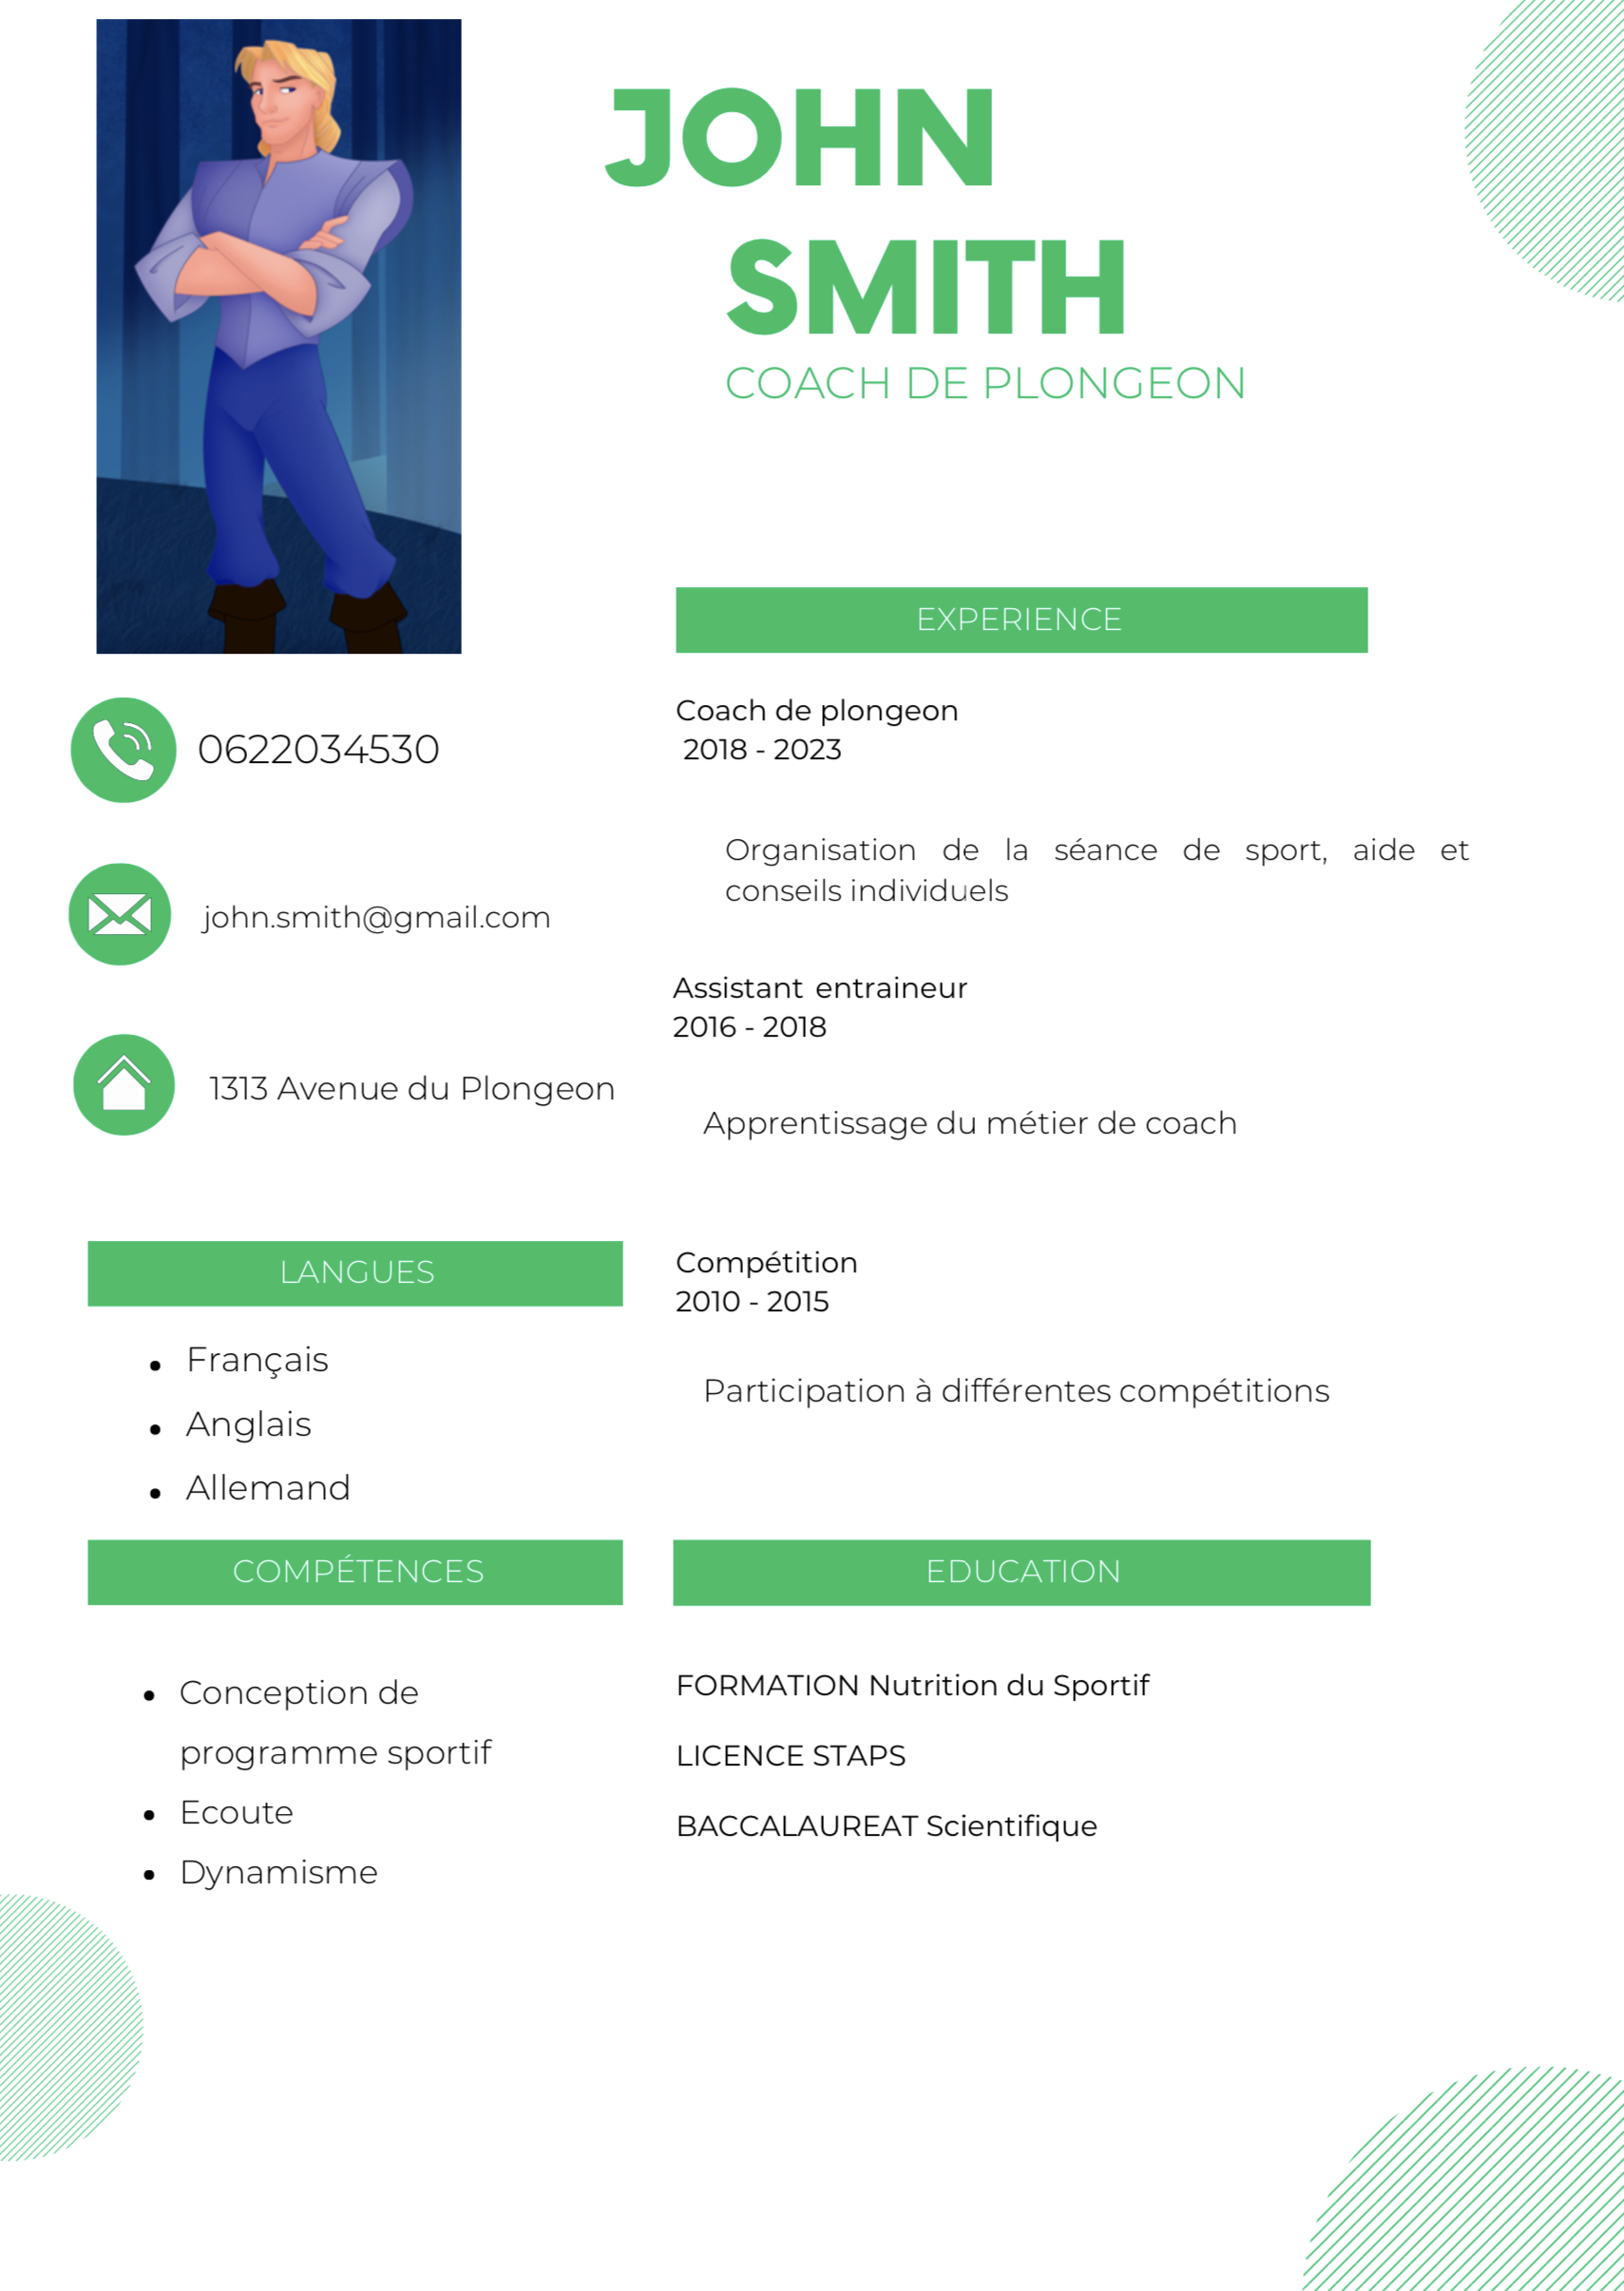 JOHN
SMITH
COACH DE PLONGEON
0622034530
john.smith@gmail.com
1313 Avenue du Plongeon
LANGUES
Français
Anglais
Allemand
COMPÉTENCES
Conception de
programme sportif
Ecoute
Dynamisme
EXPERIENCE
Coach de plongeon
2018 - 2023
Organisation de la séance de sport, aide et
conseils individuels
Assistant entraineur
2016 - 2018
Apprentissage du métier de coach
Compétition
2010 - 2015
Participation à différentes compétitions
EDUCATION
FORMATION Nutrition du Sportif
LICENCE STAPS
BACCALAUREAT Scientifique